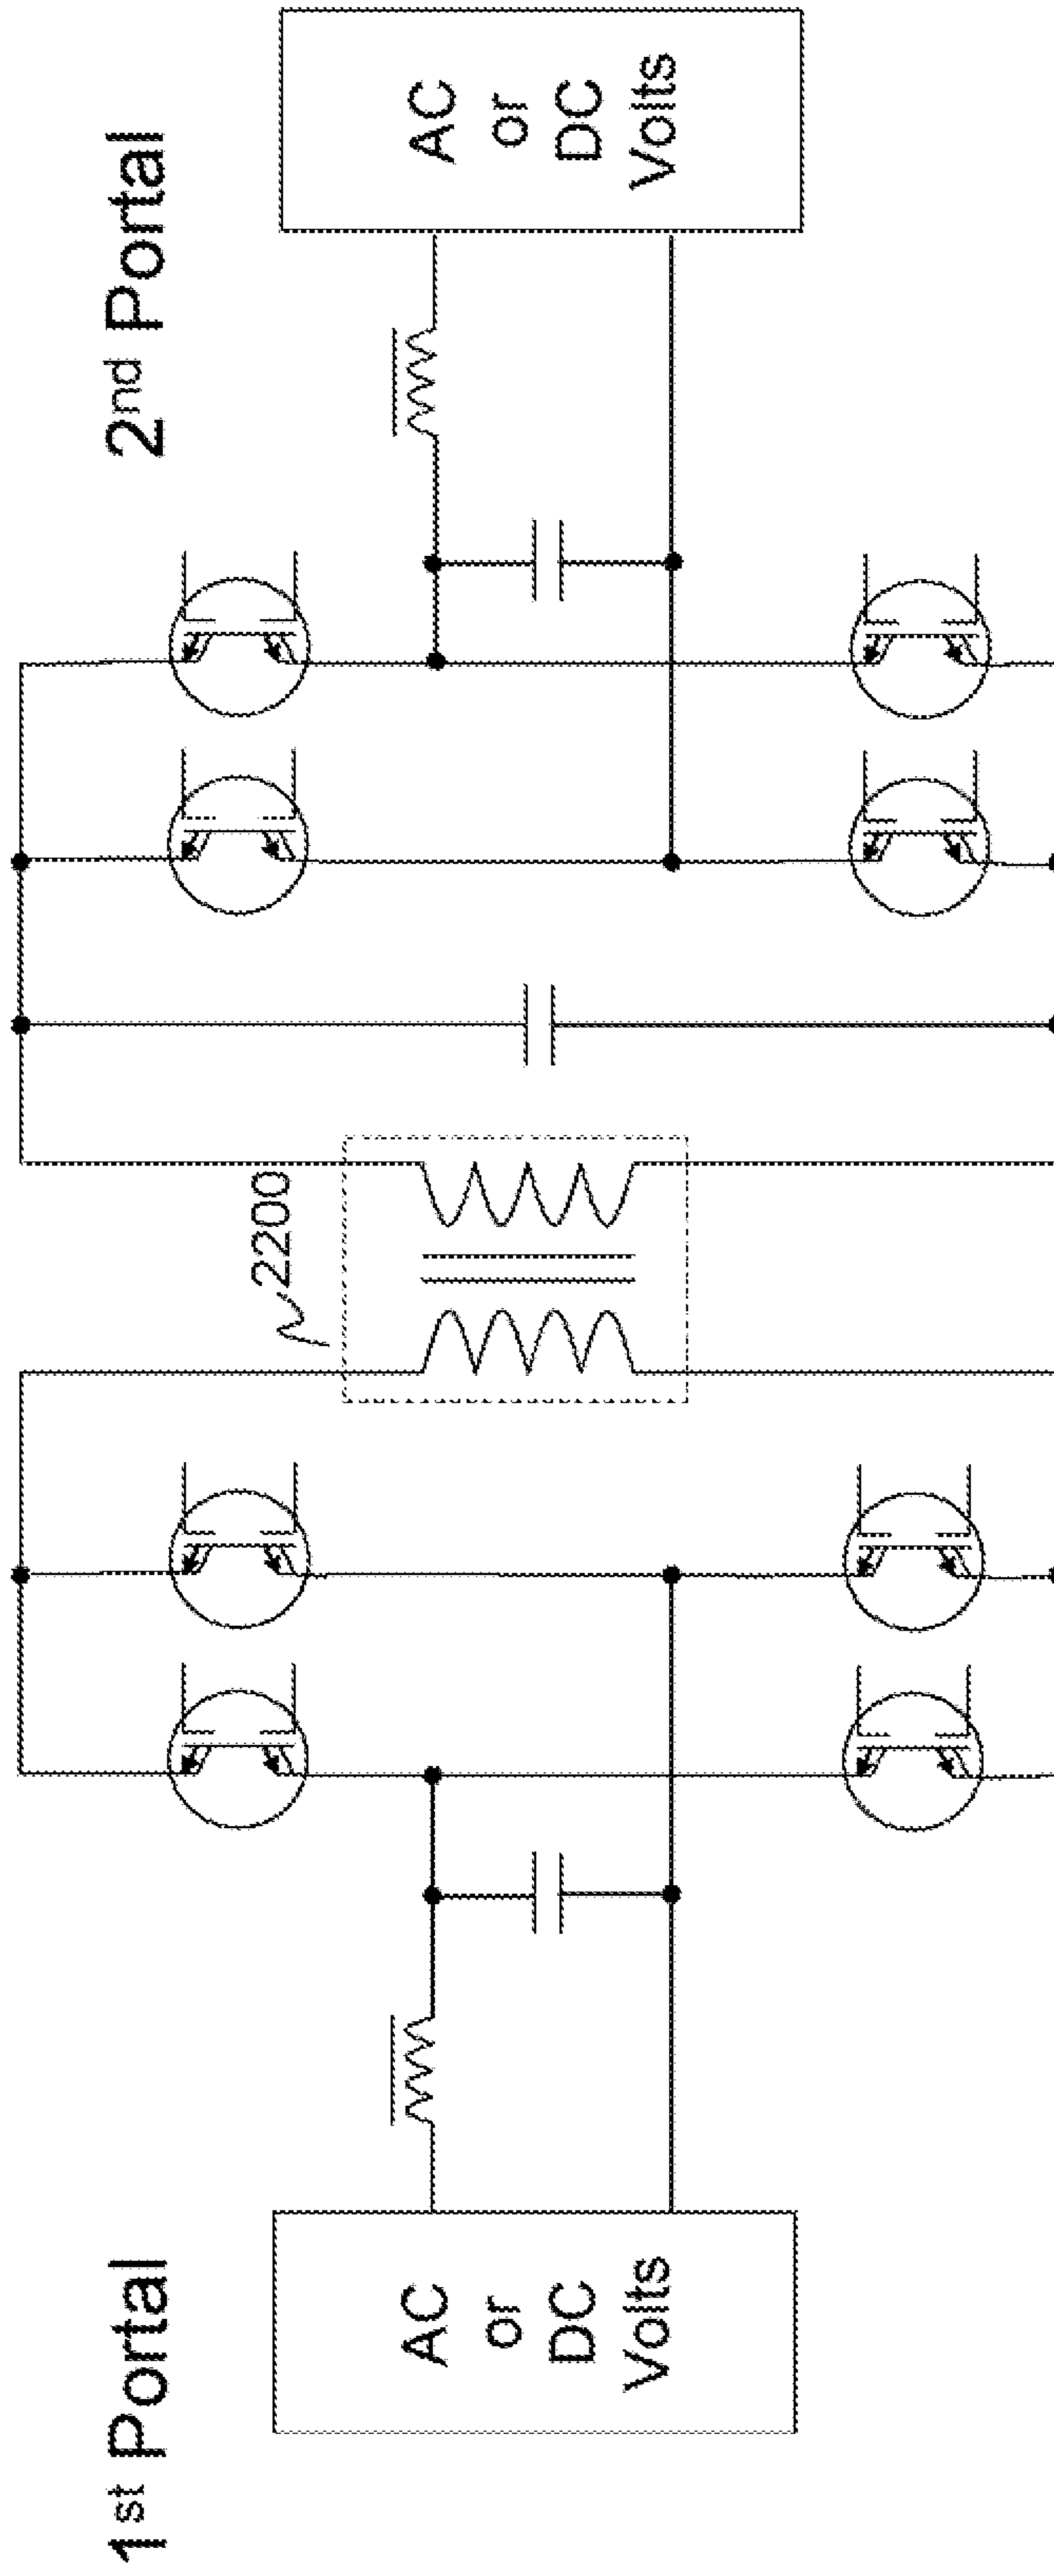 1st Portal
AC
or
DC
Volts
2200
2nd Portal
AC
or
DC
Volts